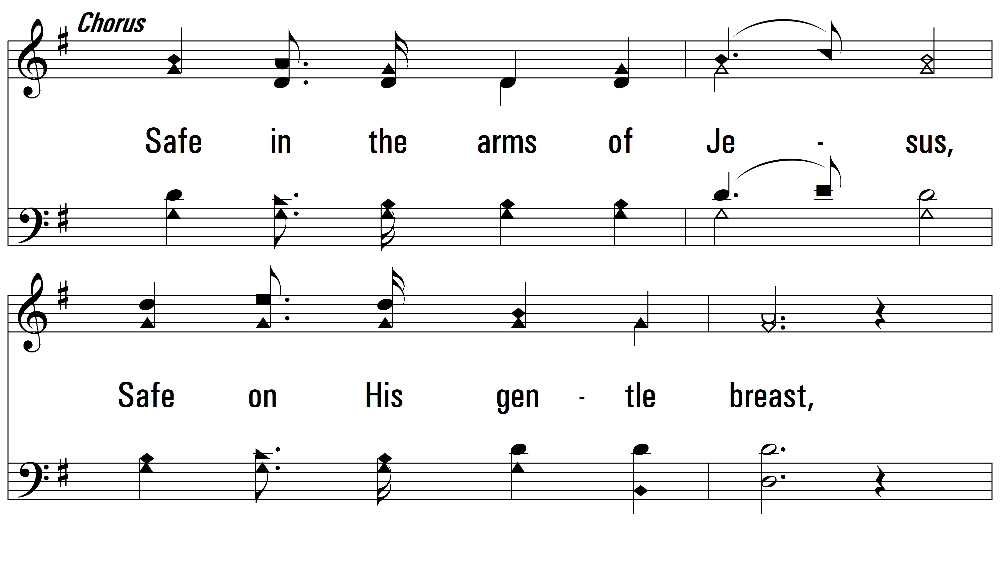 Chorus
Safe in the arms of Je - sus,
Safe on His gen - tle breast,